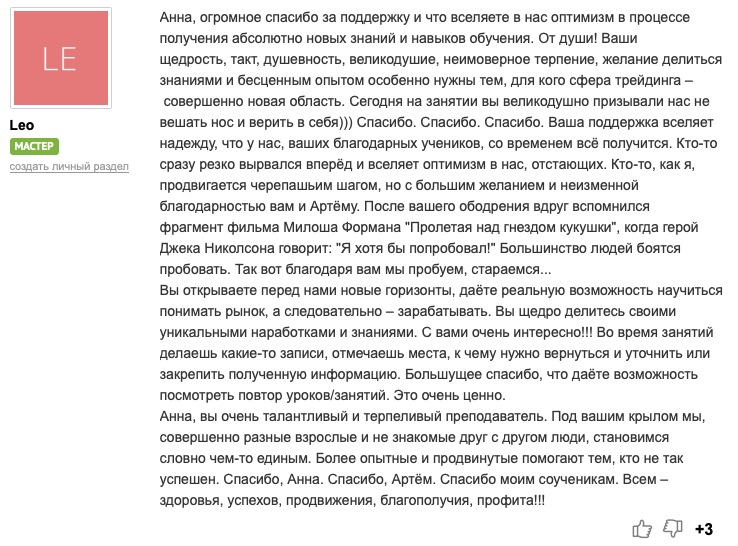 LE
Leo
МАСТЕР
создать личный раздел
Анна, огромное спасибо за поддержку и что вселяете в нас оптимизм в процессе
получения абсолютно новых знаний и навыков обучения. От души! Ваши
щедрость, такт, душевность, великодушие, неимоверное терпение, желание делиться
знаниями и бесценным опытом особенно нужны тем, для кого сфера трейдинга –
совершенно новая область. Сегодня на занятии вы великодушно призывали нас не
вешать нос и верить в себя))) Спасибо. Спасибо. Спасибо. Ваша поддержка вселяет
надежду, что у нас, ваших благодарных учеников, со временем всё получится. Кто-то
сразу резко вырвался вперёд и вселяет оптимизм в нас, отстающих. Кто-то, как я,
продвигается черепашьим шагом, но с большим желанием и неизменной
благодарностью вам и Артёму. После вашего ободрения вдруг вспомнился
фрагмент фильма Милоша Формана "Пролетая над гнездом кукушки", когда герой
Джека Николсона говорит: "Я хотя бы попробовал!" Большинство людей боятся
пробовать. Так вот благодаря вам мы пробуем, стараемся...
Вы открываете перед нами новые горизонты, даёте реальную возможность научиться
понимать рынок, а следовательно – зарабатывать. Вы щедро делитесь своими
уникальными наработками и знаниями. С вами очень интересно!!! Во время занятий
делаешь какие-то записи, отмечаешь места, к чему нужно вернуться и уточнить или
закрепить полученную информацию. Большущее спасибо, что даёте возможность
посмотреть повтор уроков/занятий. Это очень ценно.
Анна, вы очень талантливый и терпеливый преподаватель. Под вашим крылом мы,
совершенно разные взрослые и не знакомые друг с другом люди, становимся
словно чем-то единым. Более опытные и продвинутые помогают тем, кто не так
успешен. Спасибо, Анна. Спасибо, Артём. Спасибо моим соученикам. Всем –
здоровья, успехов, продвижения, благополучия, профита!!!
+3